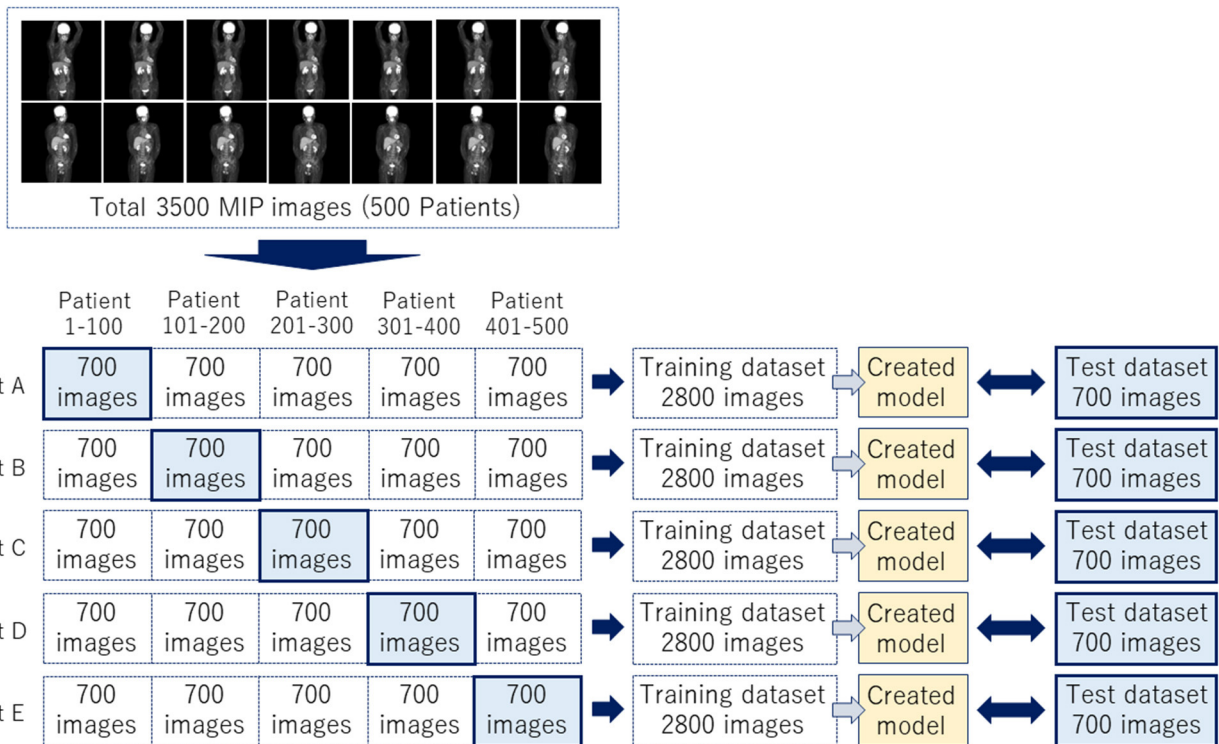 Total 3500 MIP images (500 Patients)
Patient Patient Patient Patient Patient
1-100 101-200 201-300 301-400 401-500
t A
700 700 700 700 700
images images images images images
Training dataset
2800 images
Created
model
Test dataset
700 images
t B
700 700 700 700 700
images images images images images
Training dataset
2800 images
Created
model
Test dataset
700 images
t C
700 700 700 700 700
images images images images images
Training dataset
2800 images
Created
model
Test dataset
700 images
t D
700 700 700 700 700
images images images images images
Training dataset
2800 images
Created
model
Test dataset
700 images
t E
700 700 700 700 700
images images images images images
Training dataset
2800 images
Created
model
Test dataset
700 images